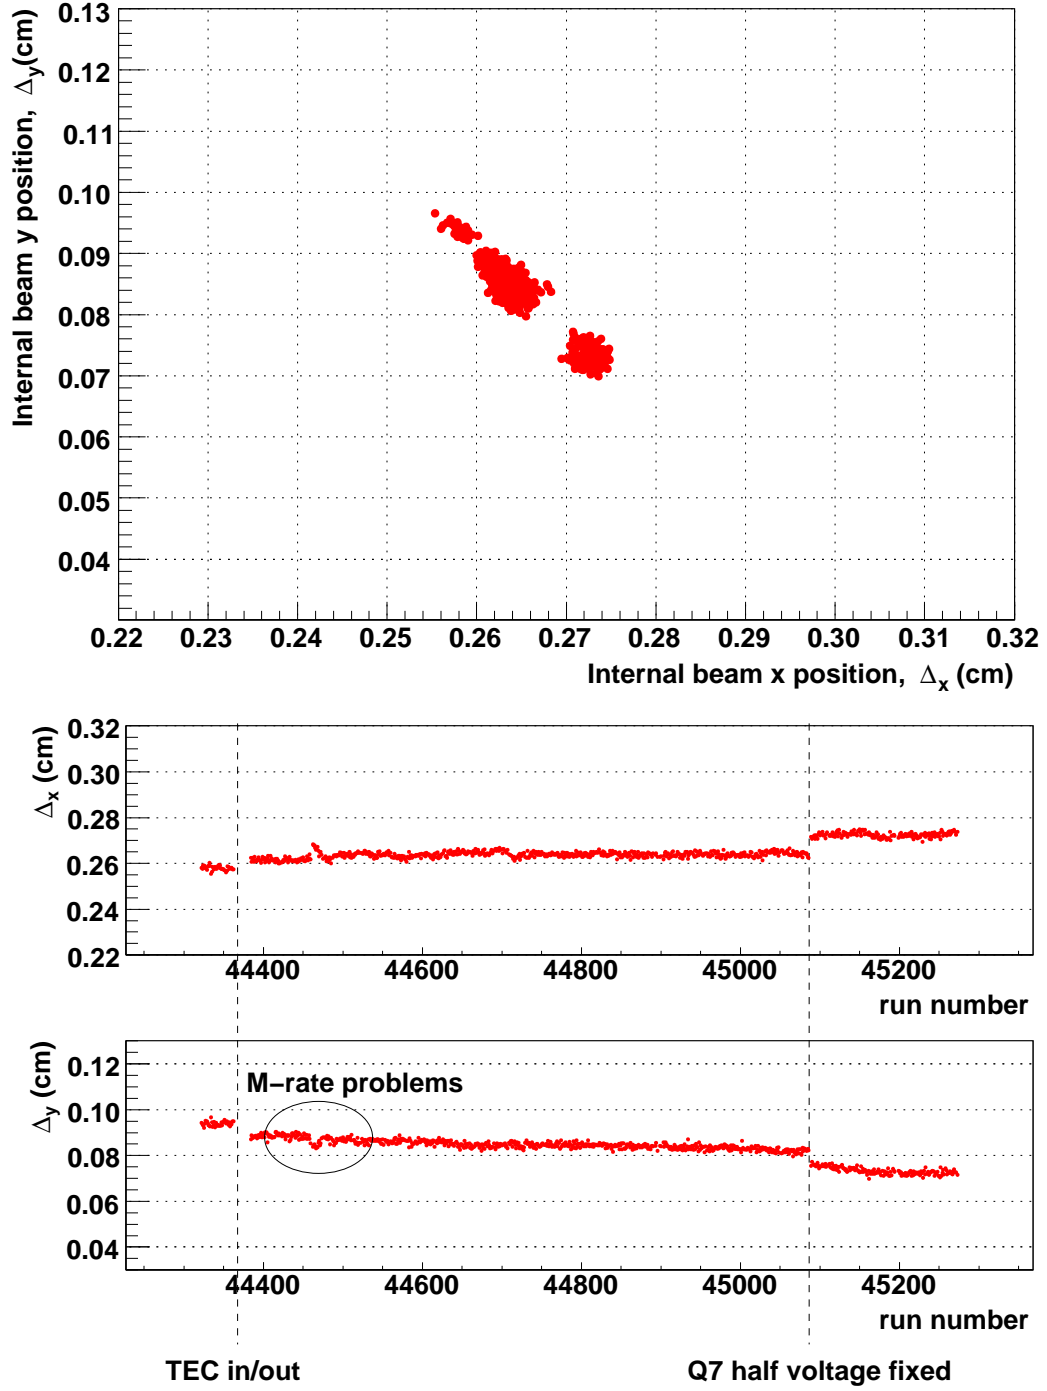 Internal beam y position, Δy(cm)
0.13
0.12
0.11
0.10
0.09
0.08
0.07
0.06
0.05
0.04
0.22 0.23 0.24 0.25 0.26 0.27 0.28 0.29 0.30 0.31 0.32
Internal beam x position, Δx (cm)
Δx (cm)
0.32
0.30
0.28
0.26
0.24
0.22
44400 44600 44800 45000 45200
run number
Δy (cm)
0.12
0.10
0.08
0.06
0.04
M−rate problems
44400 44600 44800 45000 45200
run number
TEC in/out Q7 half voltage fixed